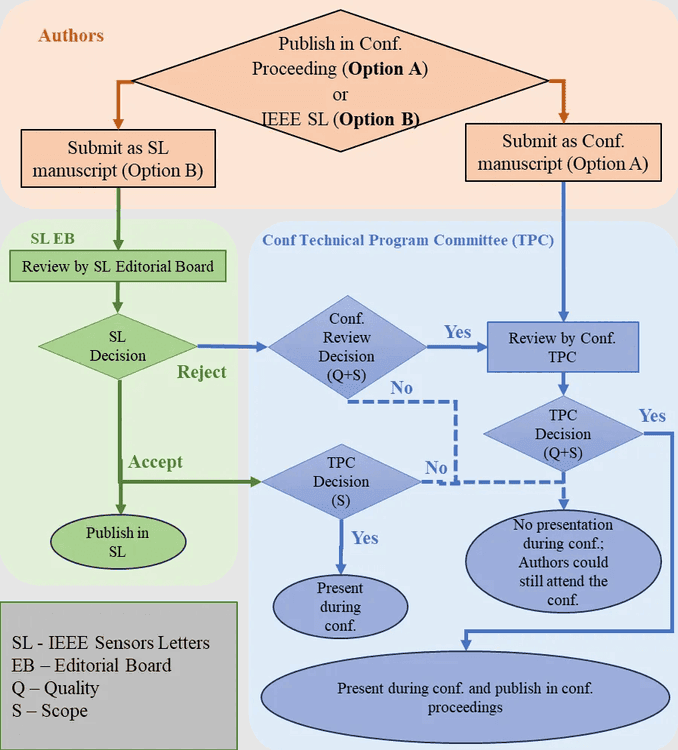 Authors
Publish in Conf.
Proceeding (Option A)
or
IEEE SL (Option B)
Submit as SL
manuscript (Option B)
Submit as Conf.
manuscript (Option A)
SL EB
Conf Technical Program Committee (TPC)
Review by SL Editorial Board
SL
Decision
Reject
Conf.
Review
Decision
(Q+S)
Yes
No
Review by Conf.
TPC
TPC
Decision
(Q+S)
Yes
Accept
TPC
Decision
(S)
No
Yes
Publish in
SL
No presentation
during conf.;
Authors could
still attend the
conf.
Present
during
conf.
SL - IEEE Sensors Letters
EB – Editorial Board
Q – Quality
S – Scope
Present during conf. and publish in conf.
proceedings